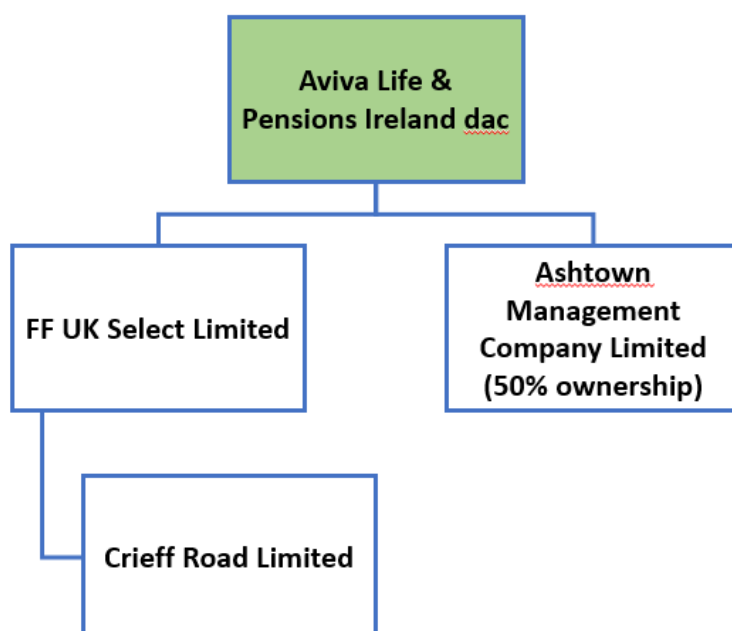 Aviva Life &
Pensions Ireland dac
FF UK Select Limited
Ashtown
Management
Company Limited
(50% ownership)
Crieff Road Limited